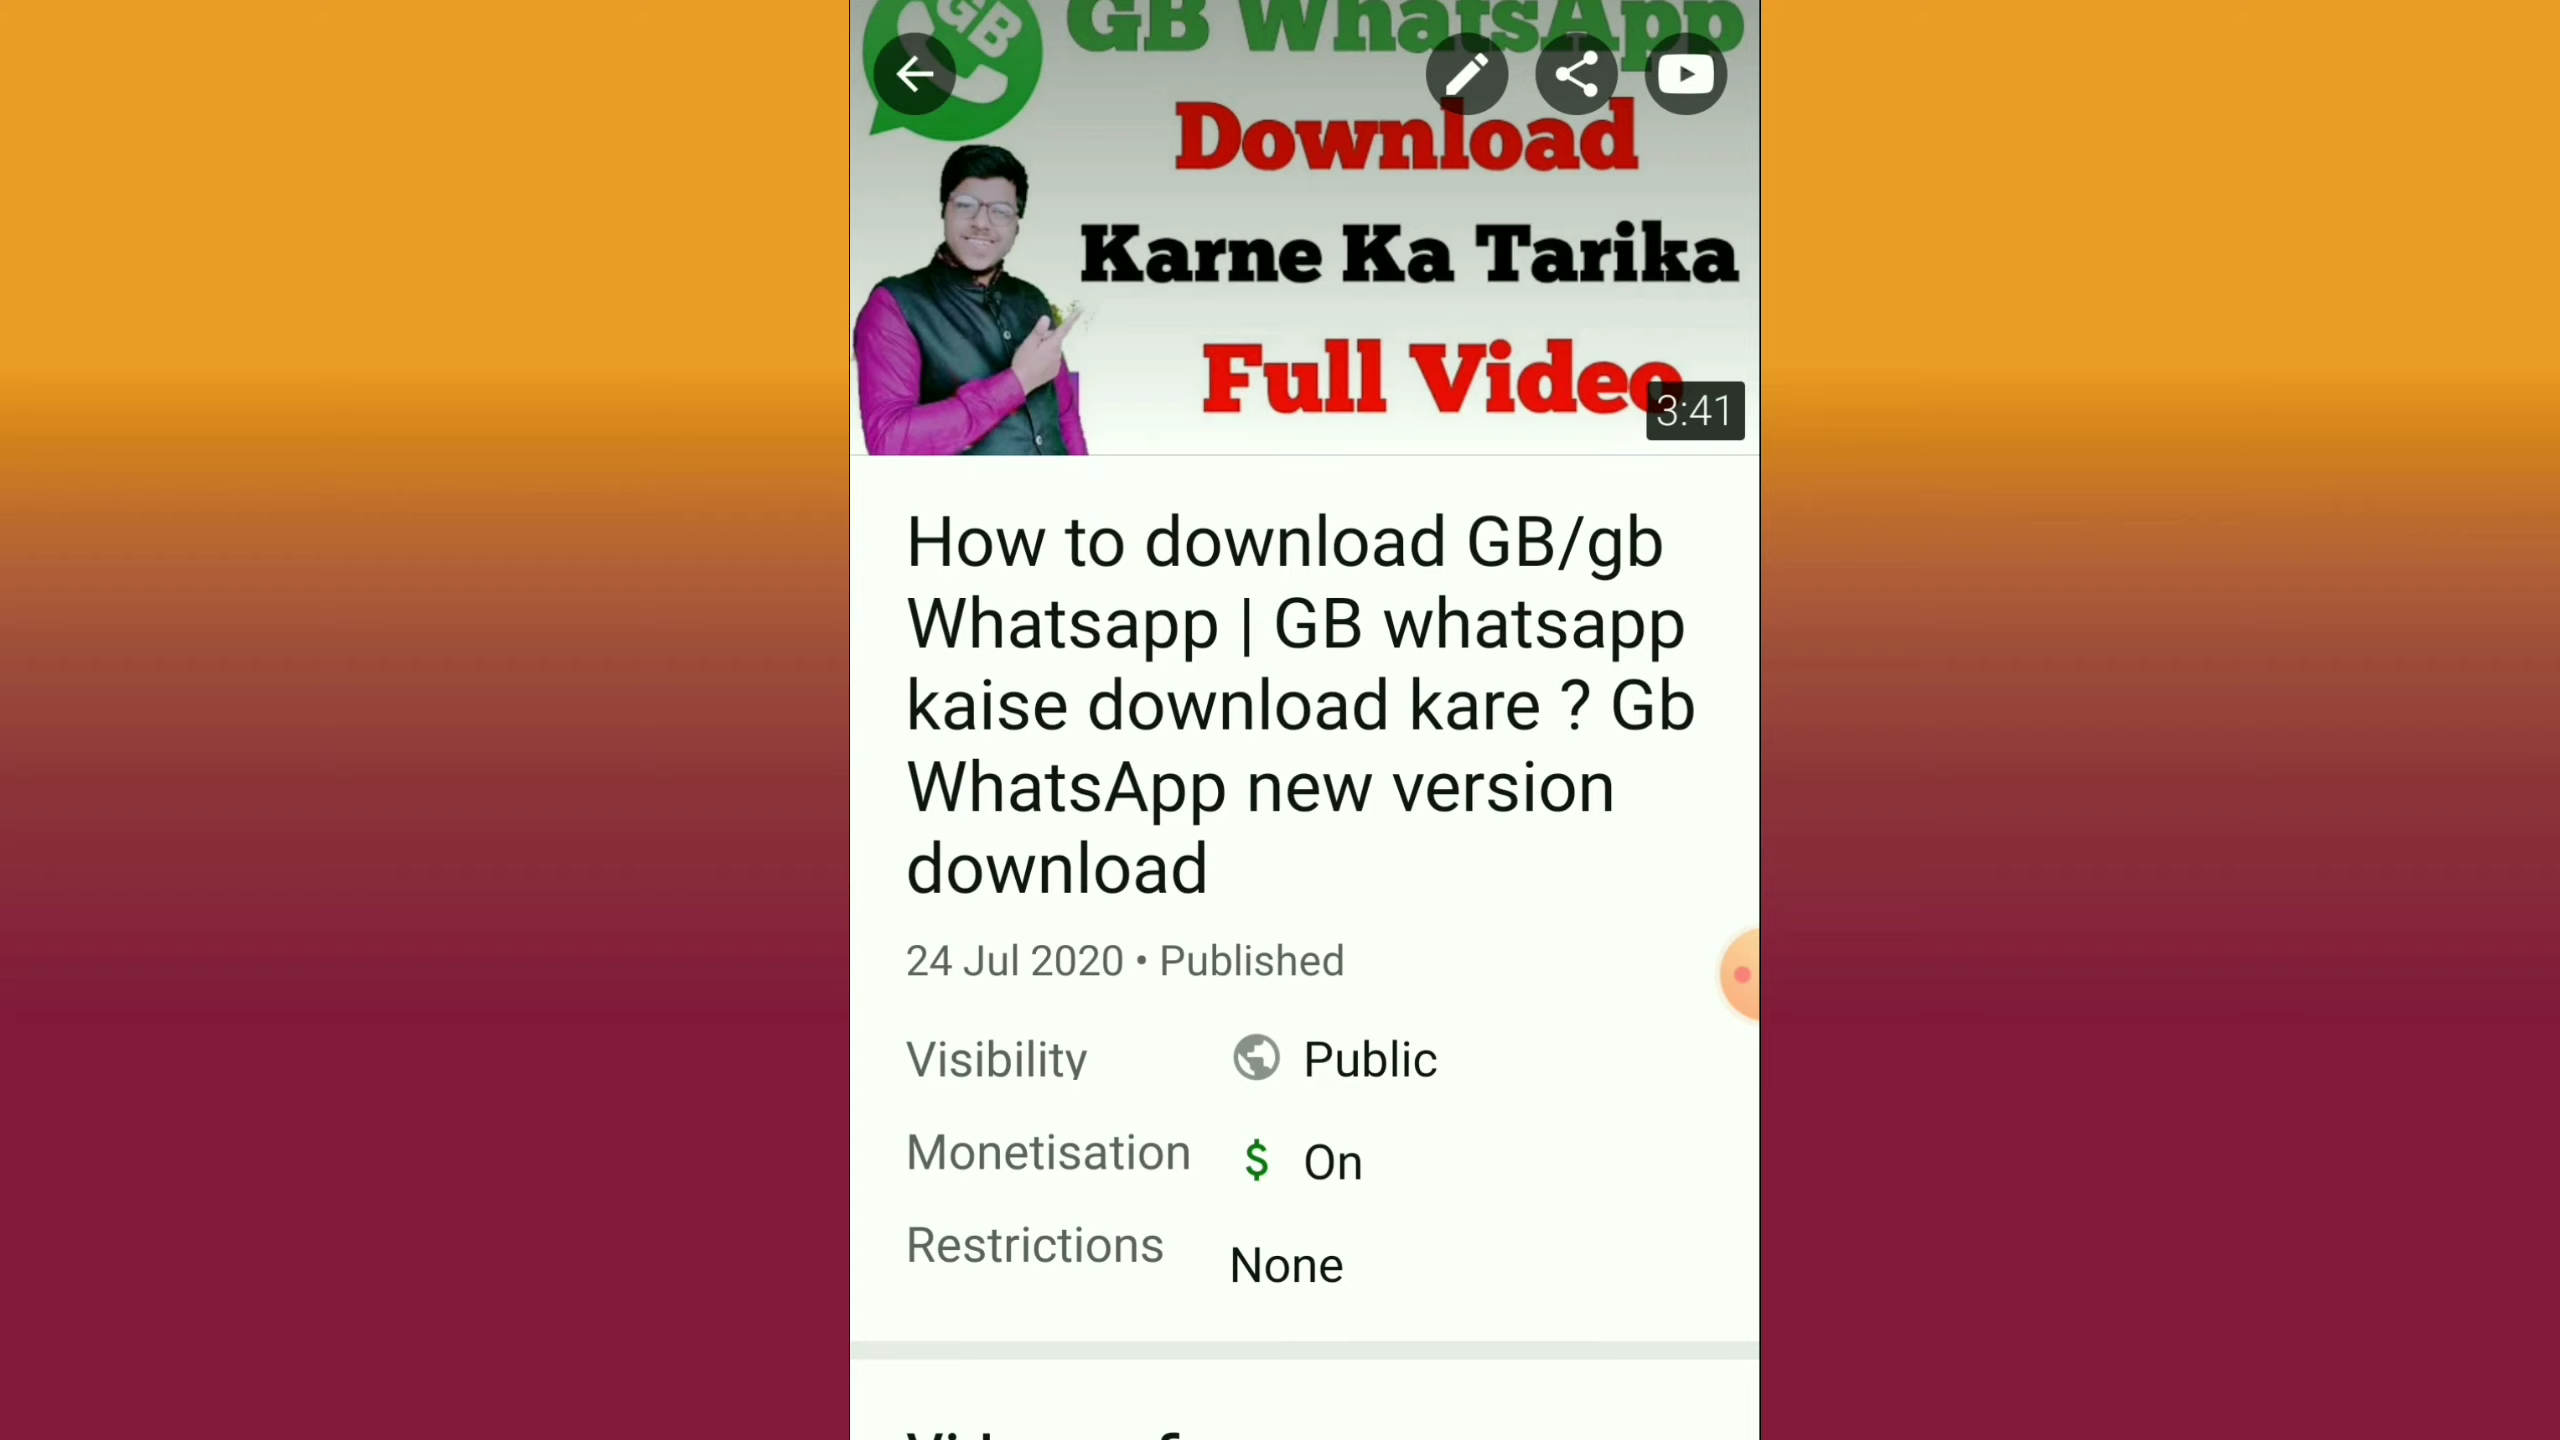 GB WhatsApp
GB
Download
Karne Ka Tarika
Full Video
3:41
How to download GB/gb
Whatsapp | GB whatsapp
kaise download kare ? Gb
WhatsApp new version
download
24 Jul 2020 • Published
Visibility Public
Monetisation $ On
Restrictions None